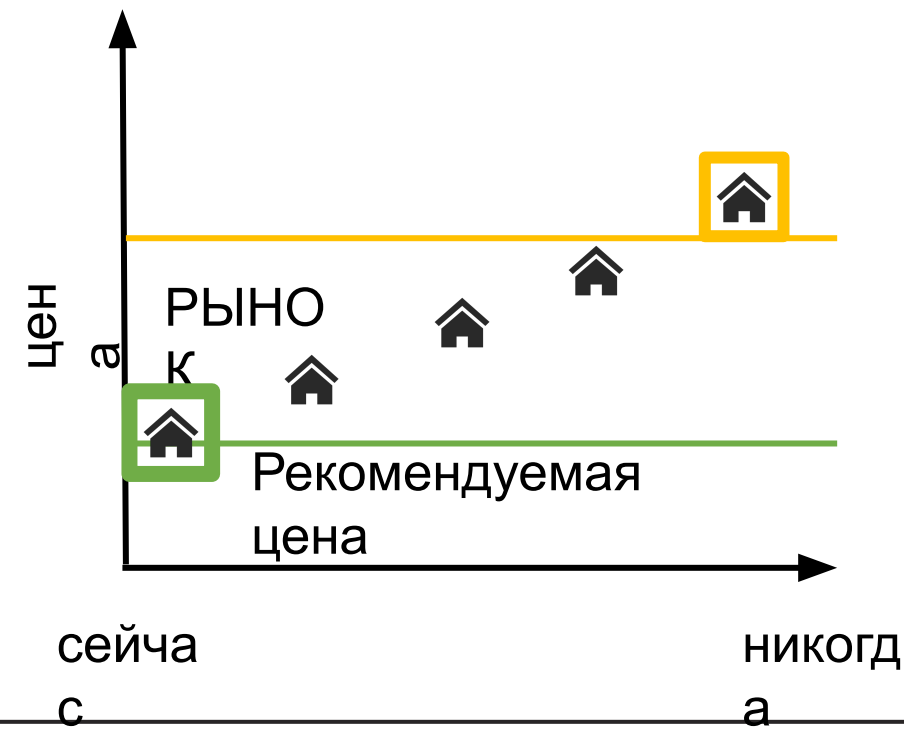 цен
а
РЫНО
К
Рекомендуемая
цена
сейча
с
никогд
а